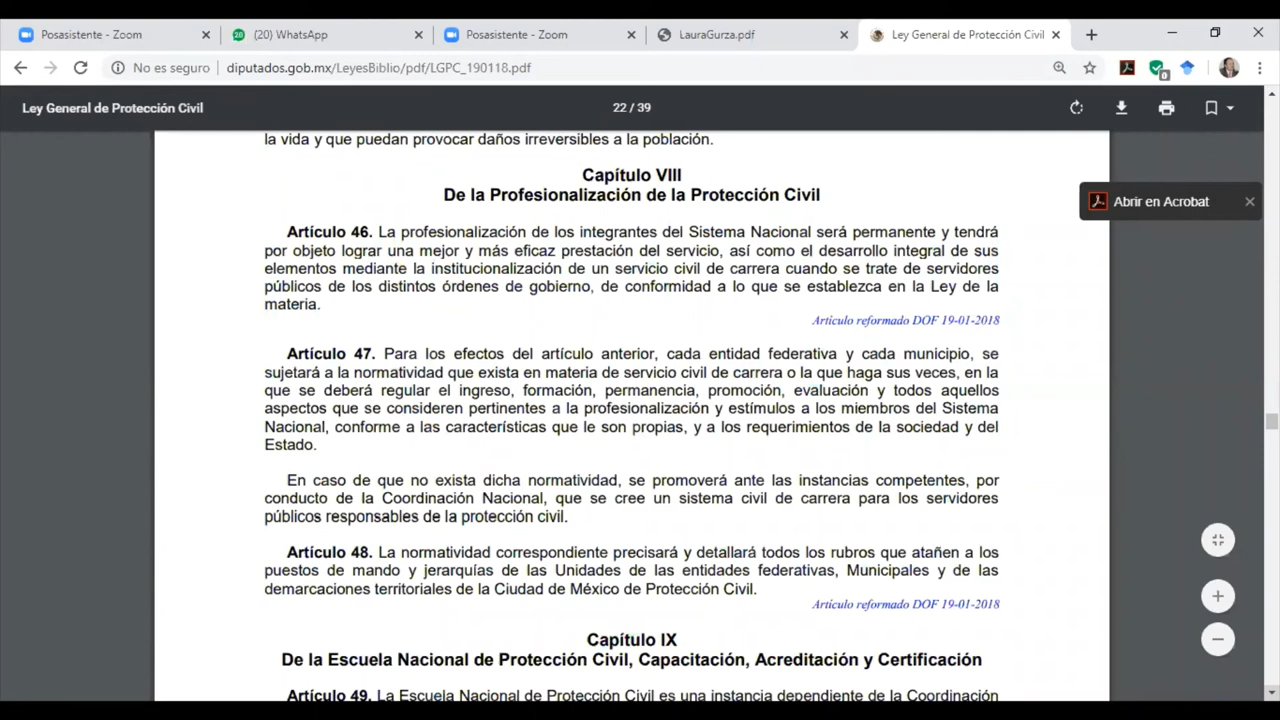 Posasistente - Zoom
(20) WhatsApp
Posasistente - Zoom
LauraGurza.pdf
Ley General de Protección Civil
No es seguro
diputados.gob.mx/LeyesBiblio/pdf/LGPC_190118.pdf
0
Ley General de Protección Civil
22 / 39
la vida y que puedan provocar daños irreversibles a la población.
Capítulo VIII
De la Profesionalización de la Protección Civil
Abrir en Acrobat
Artículo 46. La profesionalización de los integrantes del Sistema Nacional será permanente y tendrá
por objeto lograr una mejor y más eficaz prestación del servicio, así como el desarrollo integral de sus
elementos mediante la institucionalización de un servicio civil de carrera cuando se trate de servidores
públicos de los distintos órdenes de gobierno, de conformidad a lo que se establezca en la Ley de la
materia.
Artículo reformado DOF 19-01-2018
Artículo 47. Para los efectos del artículo anterior, cada entidad federativa y cada municipio, se
sujetará a la normatividad que exista en materia de servicio civil de carrera o la que haga sus veces, en la
que se deberá regular el ingreso, formación, permanencia, promoción, evaluación y todos aquellos
aspectos que se consideren pertinentes a la profesionalización y estímulos a los miembros del Sistema
Nacional, conforme a las características que le son propias, y a los requerimientos de la sociedad y del
Estado.
En caso de que no exista dicha normatividad, se promoverá ante las instancias competentes, por
conducto de la Coordinación Nacional, que se cree un sistema civil de carrera para los servidores
públicos responsables de la protección civil.
Artículo 48. La normatividad correspondiente precisará y detallará todos los rubros que atañen a los
puestos de mando y jerarquías de las Unidades de las entidades federativas, Municipales y de las
demarcaciones territoriales de la Ciudad de México de Protección Civil.
Artículo reformado DOF 19-01-2018
Capítulo IX
De la Escuela Nacional de Protección Civil, Capacitación, Acreditación y Certificación
Artículo 49. La Escuela Nacional de Protección Civil es una instancia dependiente de la Coordinación